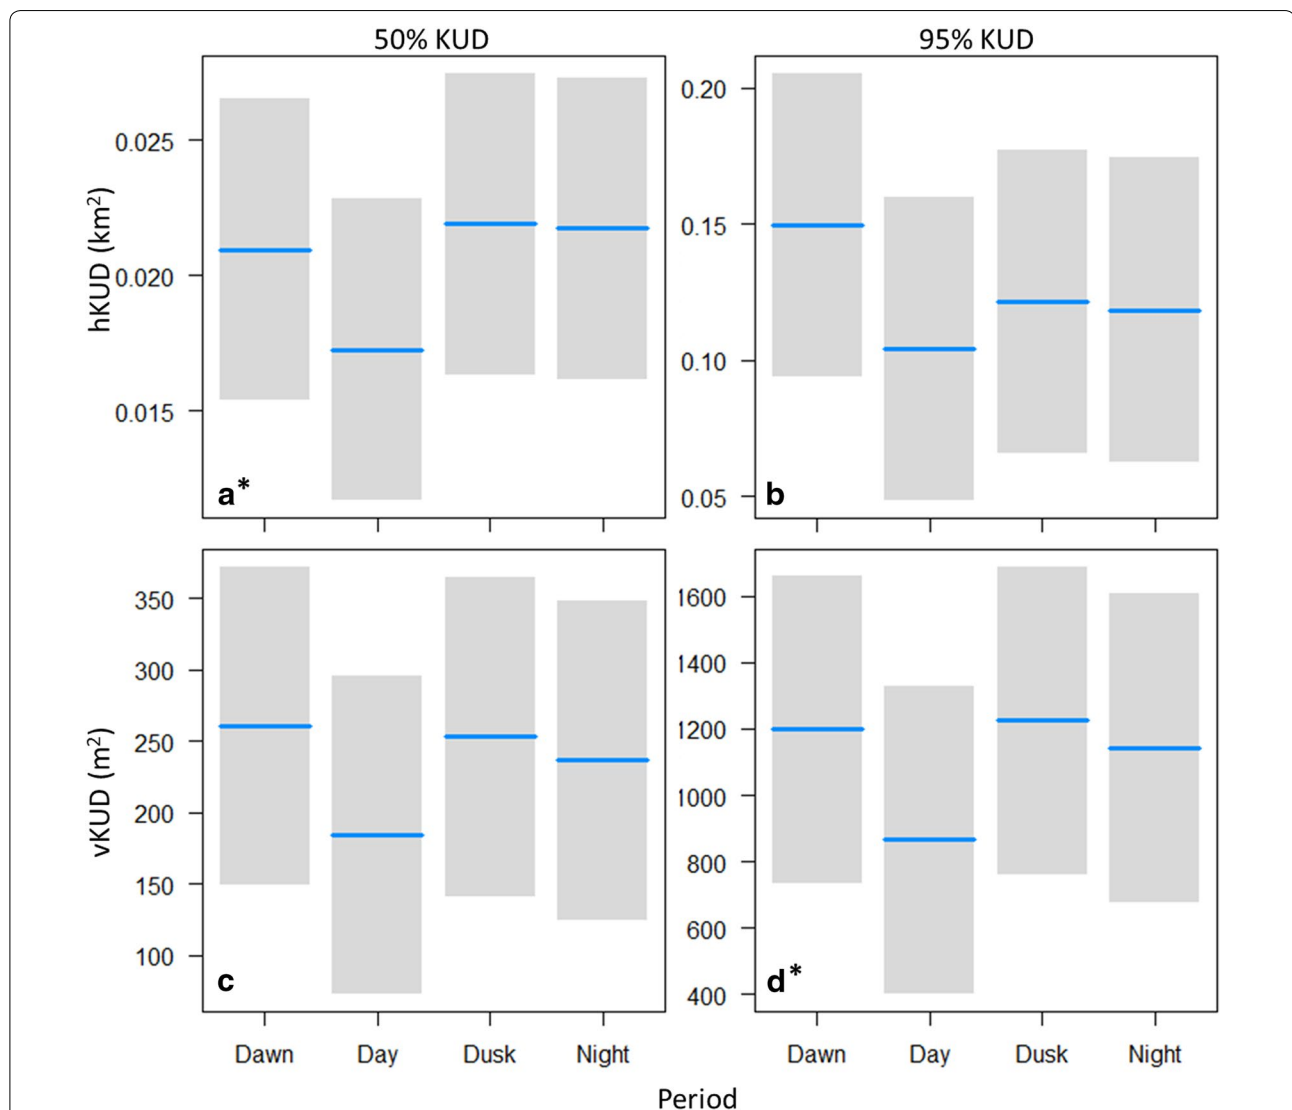 50% KUD
95% KUD
hKUD (km²)
0.025
0.020
0.015
a*
0.20
0.15
0.10
0.05
b
vKUD (m²)
350
300
250
200
150
100
c
1600
1400
1200
1000
800
600
400
d*
Dawn Day Dusk Night
Dawn Day Dusk Night
Period